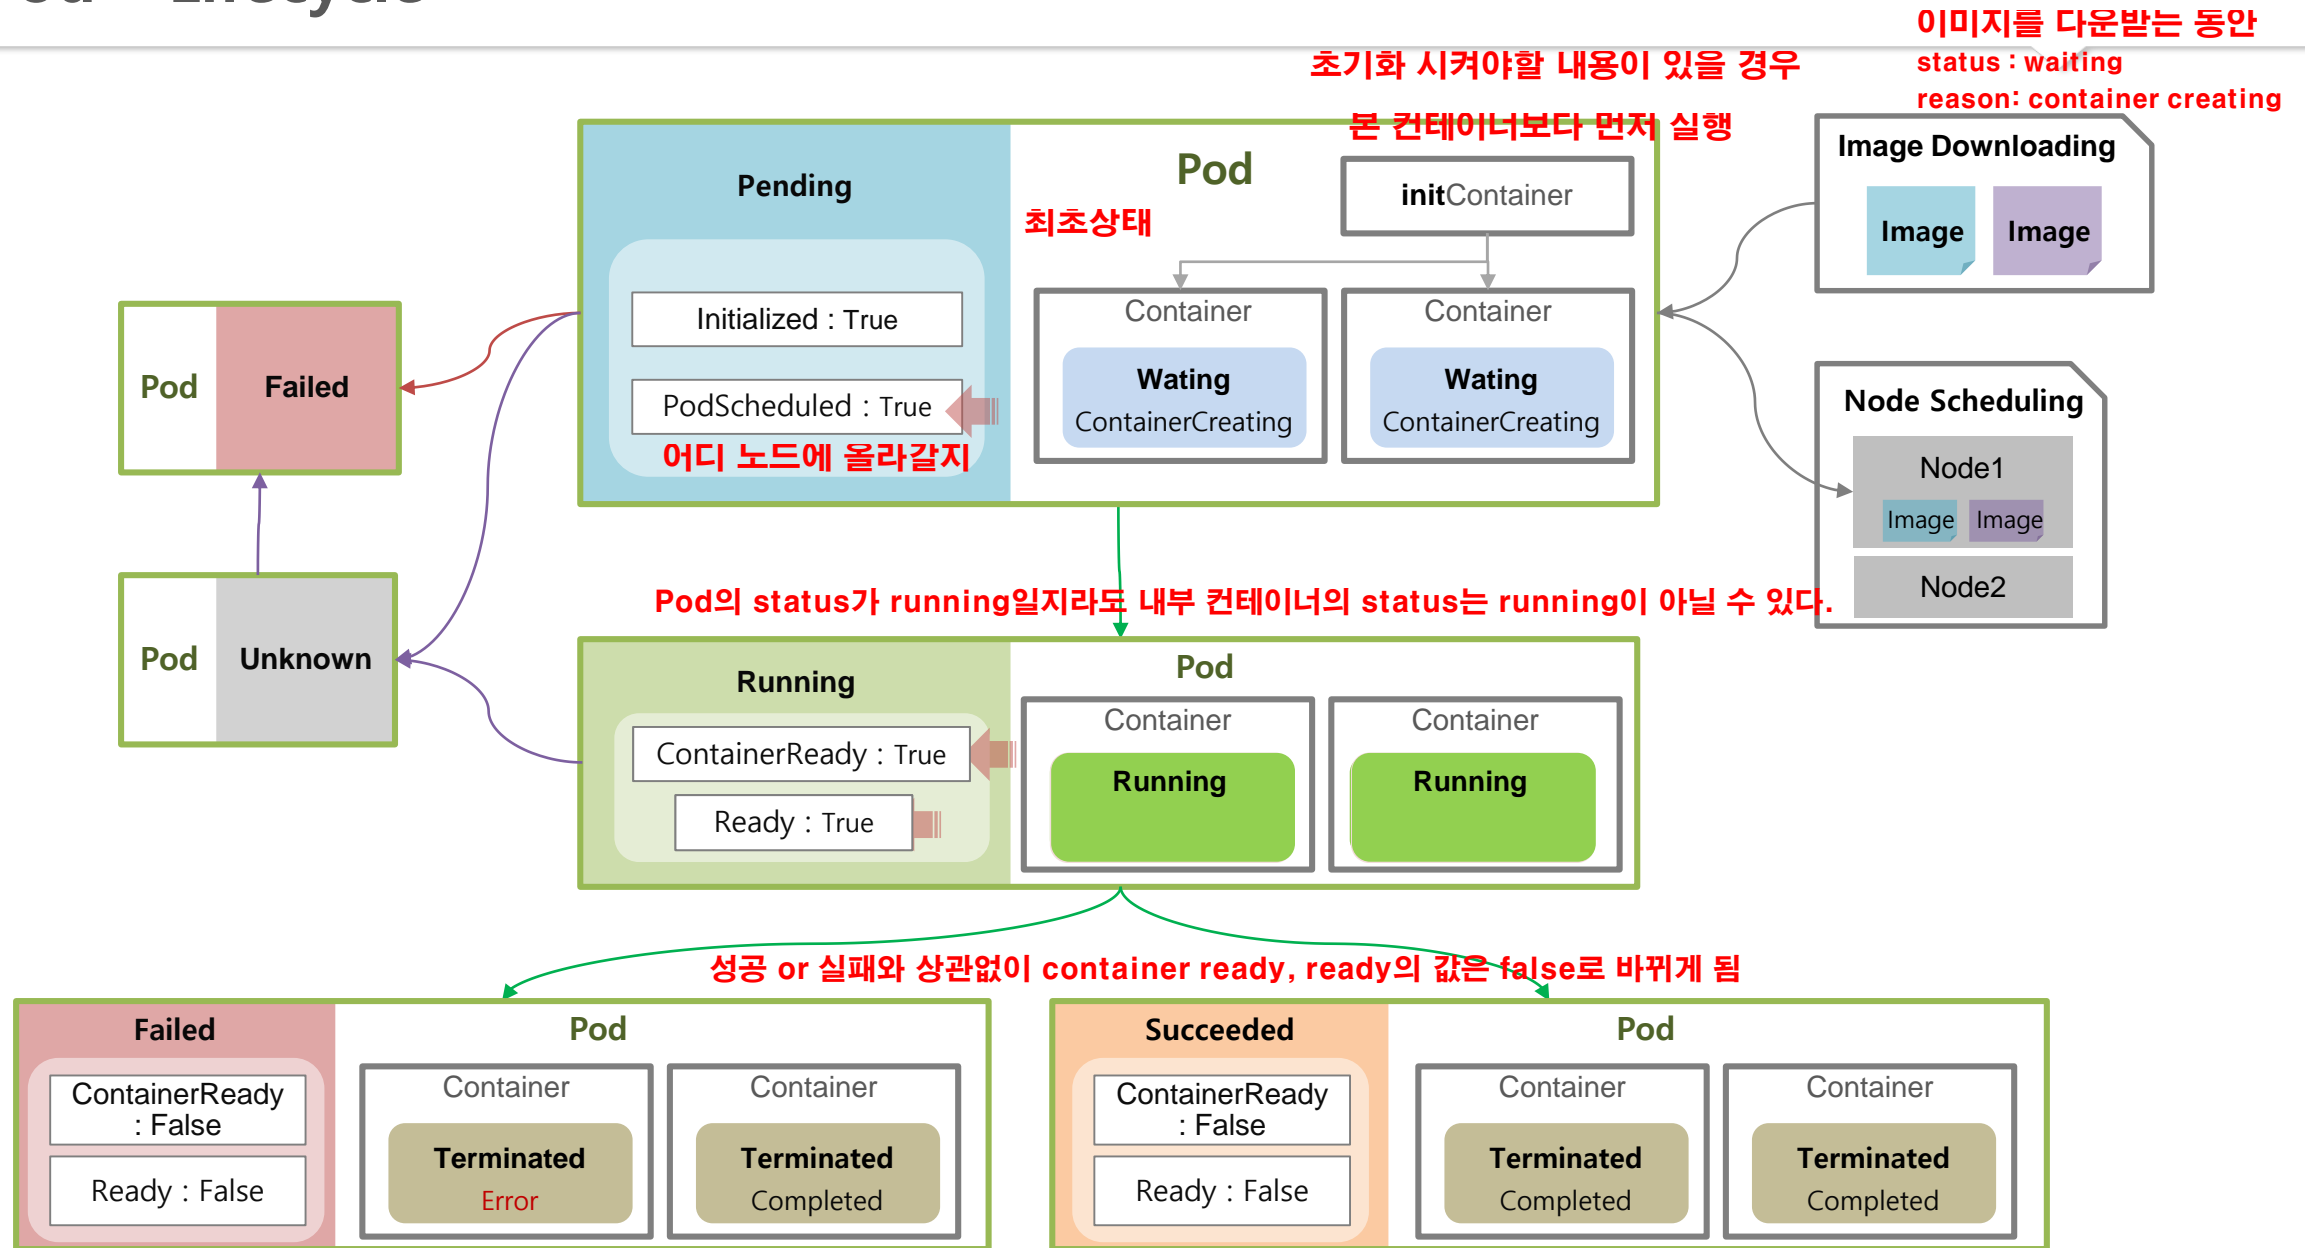 이미지를 다운받는 동안
status : waiting
reason: container creating
초기화 시켜야할 내용이 있을 경우
본 컨테이너보다 먼저 실행
Pending
Pod
initContainer
최초상태
Image Downloading
Image
Image
Initialized : True
PodScheduled : True
어디 노드에 올라갈지
Container
Wating
ContainerCreating
Container
Wating
ContainerCreating
Node Scheduling
Node1
Image
Image
Node2
Pod
Failed
Pod
Unknown
Pod의 status가 running일지라도 내부 컨테이너의 status는 running이 아닐 수 있다.
Running
Pod
ContainerReady : True
Ready : True
Container
Running
Container
Running
성공 or 실패와 상관없이 container ready, ready의 값은 false로 바뀌게 됨
Failed
Pod
ContainerReady
: False
Ready : False
Container
Terminated
Error
Container
Terminated
Completed
Succeeded
Pod
ContainerReady
: False
Ready : False
Container
Terminated
Completed
Container
Terminated
Completed